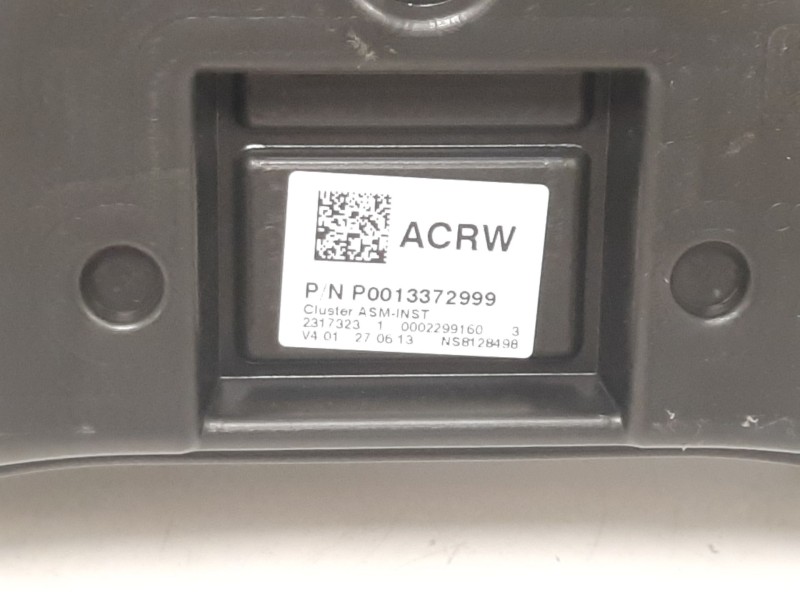 ACRW
P/N P0013372999
Cluster ASM-INST
2317323 1 0002299160 3
V4 01 27 06 13 NS8128498